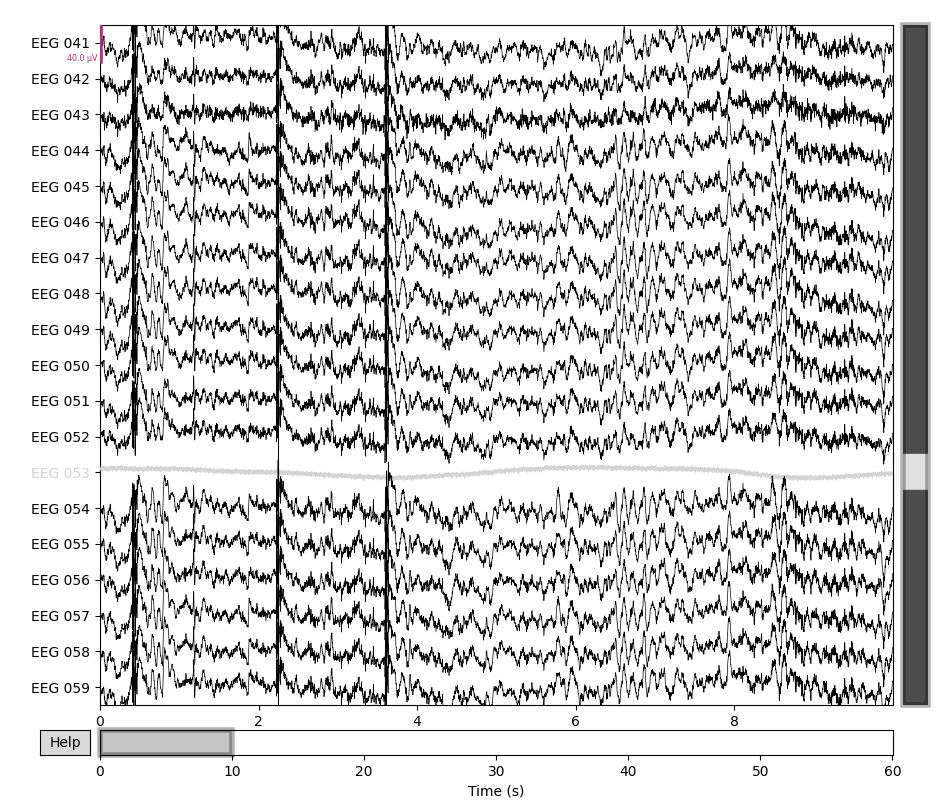 EEG 041
40.0 µV
EEG 042
EEG 043
EEG 044
EEG 045
EEG 046
EEG 047
EEG 048
EEG 049
EEG 050
EEG 051
EEG 052
EEG 053
EEG 054
EEG 055
EEG 056
EEG 057
EEG 058
EEG 059
0 2 4 6 8
Help
0 10 20 30 40 50 60
Time (s)